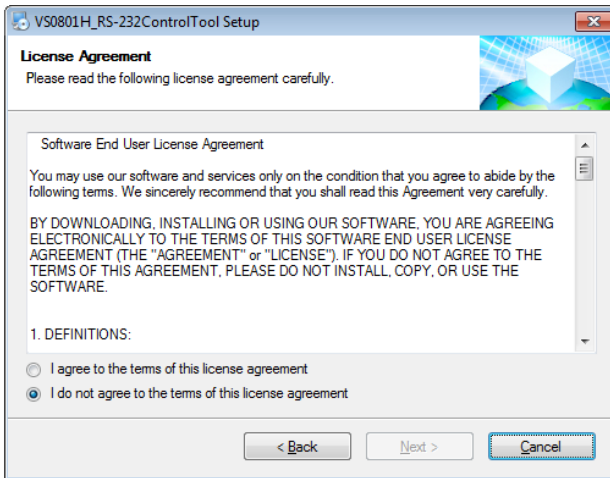 VS0801H_RS-232ControlTool Setup
License Agreement
Please read the following license agreement carefully.
Software End User License Agreement
You may use our software and services only on the condition that you agree to abide by the
following terms. We sincerely recommend that you shall read this Agreement very carefully.
BY DOWNLOADING, INSTALLING OR USING OUR SOFTWARE, YOU ARE AGREEING
ELECTRONICALLY TO THE TERMS OF THIS SOFTWARE END USER LICENSE
AGREEMENT (THE "AGREEMENT" or "LICENSE"). IF YOU DO NOT AGREE TO THE
TERMS OF THIS AGREEMENT, PLEASE DO NOT INSTALL, COPY, OR USE THE
SOFTWARE.
1. DEFINITIONS:
I agree to the terms of this license agreement
I do not agree to the terms of this license agreement
< Back
Next >
Cancel